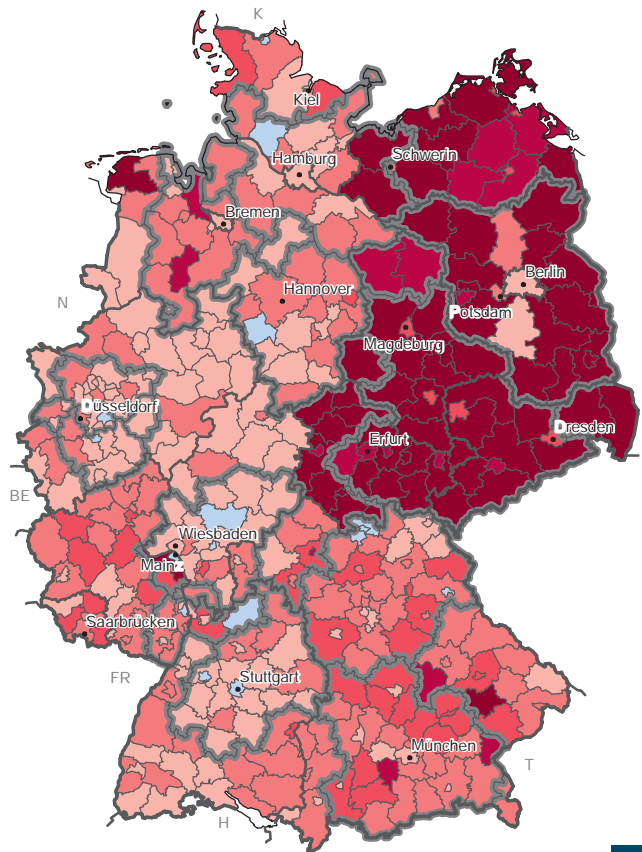 K
Kiel
Hamburg
Schwerin
Bremen
Berlin
Hannover
N
Potsdam
Magdeburg
Düsseldorf
Dresden
Erfurt
BE
Wiesbaden
Mainz
Saarbrücken
FR
Stuttgart
München
T
H